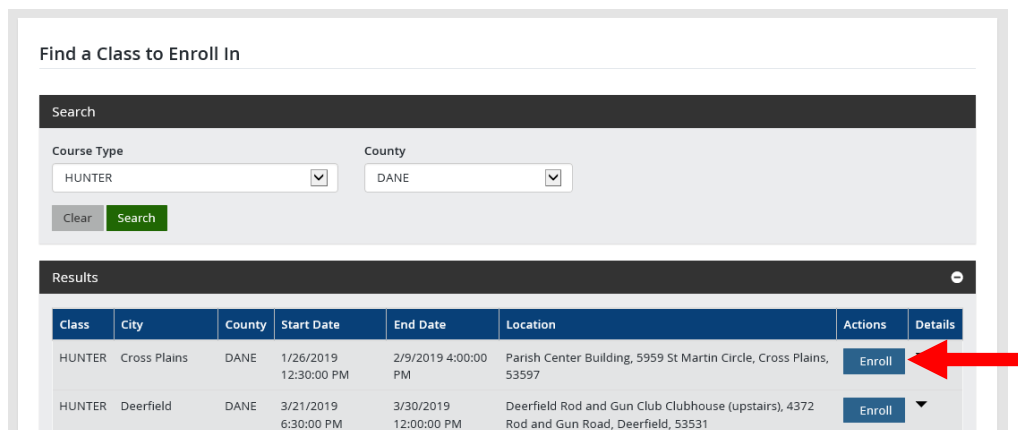 Find a Class to Enroll In
Search
Course Type County
HUNTER DANE
Clear Search
Results
Class City County Start Date End Date Location Actions Details
HUNTER Cross Plains DANE 1/26/2019 2/9/2019 4:00:00 Parish Center Building, 5959 St Martin Circle, Cross Plains, Enroll
12:30:00 PM PM 53597
HUNTER Deerfield DANE 3/21/2019 3/30/2019 Deerfield Rod and Gun Club Clubhouse (upstairs), 4372 Enroll
6:30:00 PM 12:00:00 PM Rod and Gun Road, Deerfield, 53531